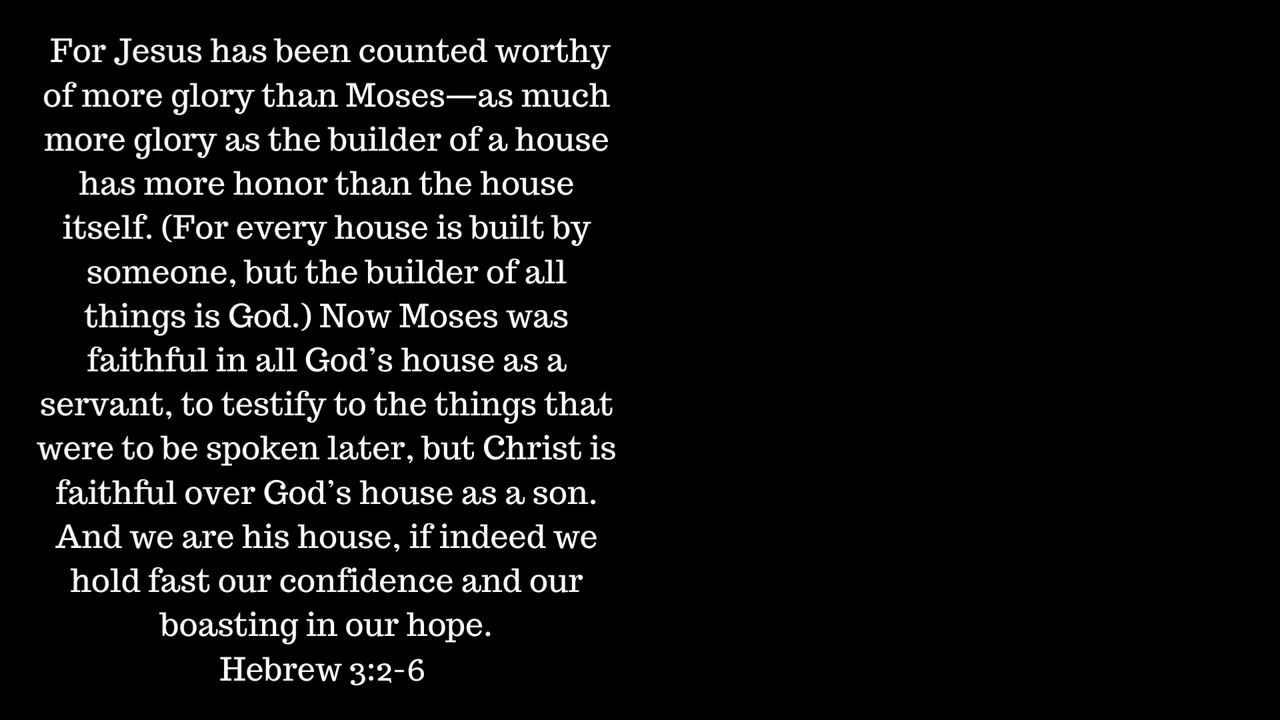 For Jesus has been counted worthy
of more glory than Moses—as much
more glory as the builder of a house
has more honor than the house
itself. (For every house is built by
someone, but the builder of all
things is God.) Now Moses was
faithful in all God’s house as a
servant, to testify to the things that
were to be spoken later, but Christ is
faithful over God’s house as a son.
And we are his house, if indeed we
hold fast our confidence and our
boasting in our hope.
Hebrew 3:2-6